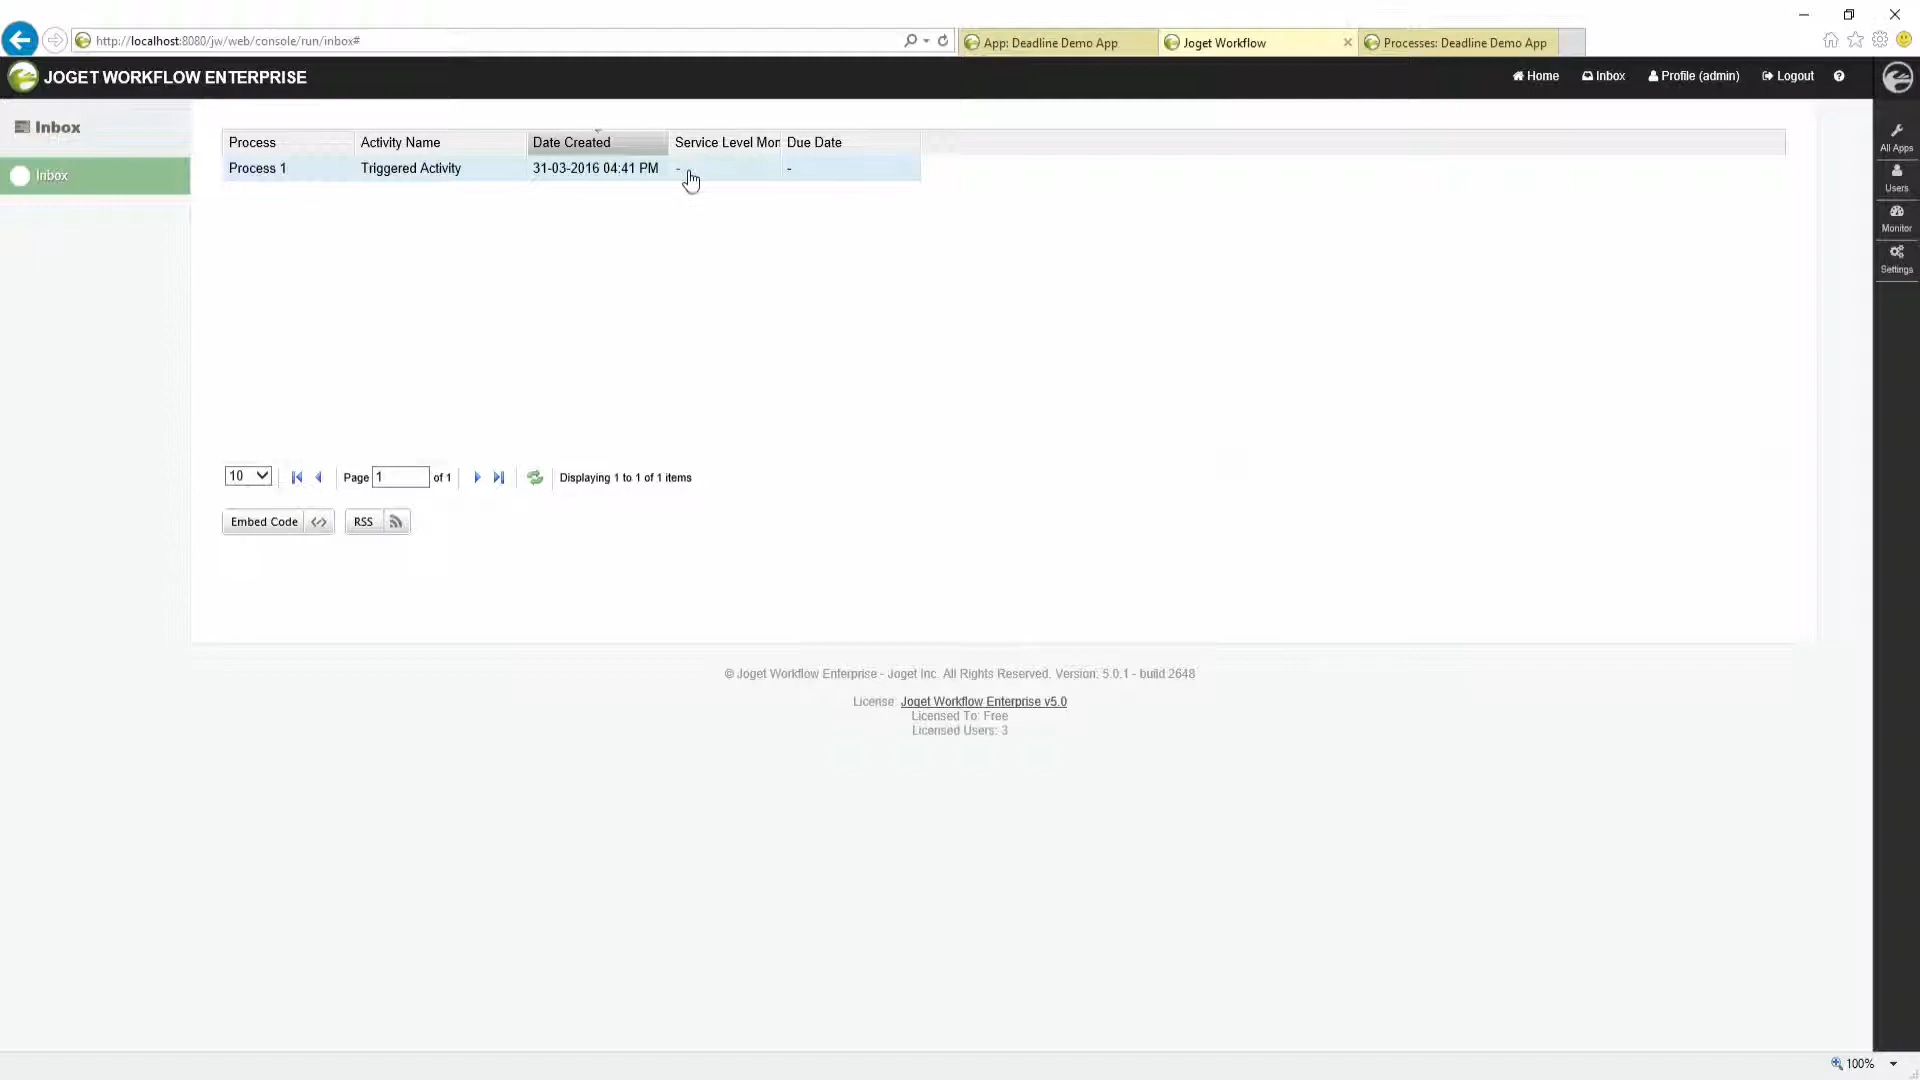 http://localhost:8080/jw/web/console/run/inbox#
App: Deadline Demo App
Joget Workflow
Processes: Deadline Demo App
JOGET WORKFLOW ENTERPRISE
Home
Inbox
Profile (admin)
Logout
Inbox
Inbox
All Apps
Users
Monitor
Settings
Process Activity Name Date Created Service Level Mon Due Date
Process 1 Triggered Activity 31-03-2016 04:41 PM - -
10 Page 1 of 1 Displaying 1 to 1 of 1 items
Embed Code RSS
© Joget Workflow Enterprise - Joget Inc. All Rights Reserved. Version: 5.0.1 - build 2648
License: Joget Workflow Enterprise v5.0
Licensed To: Free
Licensed Users: 3
100%